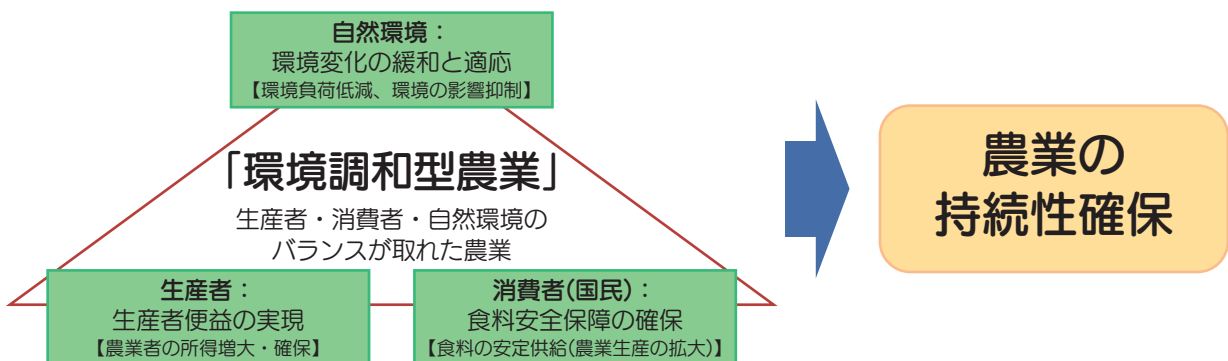 自然環境：
環境変化の緩和と適応
【環境負荷低減、環境の影響抑制】
「環境調和型農業」
生産者・消費者・自然環境の
バランスが取れた農業
生産者：
生産者便益の実現
【農業者の所得増大・確保】
消費者(国民)：
食料安全保障の確保
【食料の安定供給(農業生産の拡大)】
農業の
持続性確保